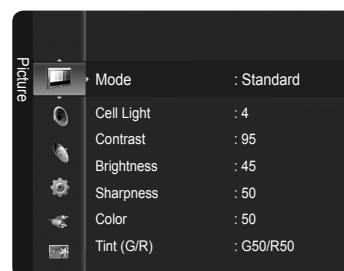 Picture
Mode : Standard
Cell Light : 4
Contrast : 95
Brightness : 45
Sharpness : 50
Color : 50
Tint (G/R) : G50/R50